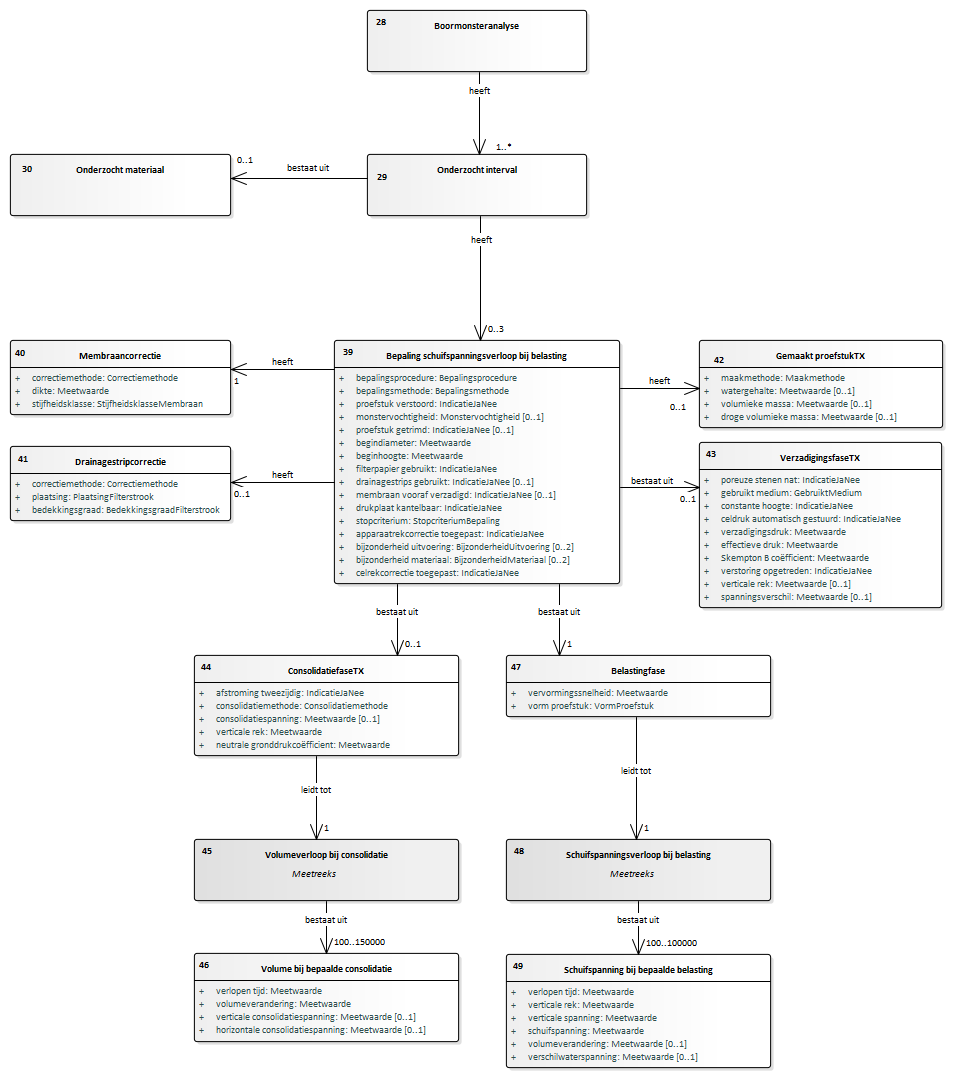 28
Boormonsteranalyse
heeft
1..*
30
Onderzocht materiaal
0..1
bestaat uit
29
Onderzocht interval
heeft
0..3
40
Membraancorrectie
+ correctiemethode: Correctiemethode
+ dikte: Meetwaarde
+ stijfheidsklasse: StijfheidsklasseMembraan
heeft
1
41
Drainagestripcorrectie
+ correctiemethode: Correctiemethode
+ plaatsing: PlaatsingFilterstrook
+ bedekkingsgraad: BedekkingsgraadFilterstrook
heeft
0..1
39
Bepaling schuifspanningsverloop bij belasting
+ bepalingsprocedure: Bepalingsprocedure
+ bepalingsmethode: Bepalingsmethode
+ proefstuk verstoord: IndicatieJaNee
+ monstervochtigheid: Monstervochtigheid [0..1]
+ proefstuk getrimd: IndicatieJaNee [0..1]
+ begindiameter: Meetwaarde
+ beginhoogte: Meetwaarde
+ filterpapier gebruikt: IndicatieJaNee
+ drainagestrips gebruikt: IndicatieJaNee [0..1]
+ membraan vooraf verzadigd: IndicatieJaNee [0..1]
+ drukplaat kantelbaar: IndicatieJaNee
+ stopcriterium: StopcriteriumBepaling
+ apparaatrekcorrectie toegepast: IndicatieJaNee
+ bijzonderheid uitvoering: BijzonderheidUitvoering [0..2]
+ bijzonderheid materiaal: BijzonderheidMateriaal [0..2]
+ celrekcorrectie toegepast: IndicatieJaNee
heeft
0..1
42
Gemaakt proefstukTX
+ maakmethode: Maakmethode
+ watergehalte: Meetwaarde [0..1]
+ volumieke massa: Meetwaarde [0..1]
+ droge volumieke massa: Meetwaarde [0..1]
bestaat uit
0..1
43
VerzadigingsfaseTX
+ poreuze stenen nat: IndicatieJaNee
+ gebruikt medium: GebruiktMedium
+ constante hoogte: IndicatieJaNee
+ celdruk automatisch gestuurd: IndicatieJaNee
+ verzadigingsdruk: Meetwaarde
+ effectieve druk: Meetwaarde
+ Skempton B coëfficiënt: Meetwaarde
+ verstoring opgetreden: IndicatieJaNee
+ verticale rek: Meetwaarde [0..1]
+ spanningsverschil: Meetwaarde [0..1]
bestaat uit
0..1
bestaat uit
1
44
ConsolidatiefaseTX
+ afstroming tweezijdig: IndicatieJaNee
+ consolidatiemethode: Consolidatiemethode
+ consolidatiespanning: Meetwaarde [0..1]
+ verticale rek: Meetwaarde
+ neutrale gronddrukcoëfficient: Meetwaarde
47
Belastingfase
+ vervormingssnelheid: Meetwaarde
+ vorm proefstuk: VormProefstuk
leidt tot
1
leidt tot
1
45
Volumeverloop bij consolidatie
Meetreeks
48
Schuifspanningsverloop bij belasting
Meetreeks
bestaat uit
100..150000
bestaat uit
100..100000
46
Volume bij bepaalde consolidatie
+ verlopen tijd: Meetwaarde
+ volumeverandering: Meetwaarde
+ verticale consolidatiespanning: Meetwaarde [0..1]
+ horizontale consolidatiespanning: Meetwaarde [0..1]
49
Schuifspanning bij bepaalde belasting
+ verlopen tijd: Meetwaarde
+ verticale rek: Meetwaarde
+ verticale spanning: Meetwaarde
+ schuifspanning: Meetwaarde
+ volumeverandering: Meetwaarde [0..1]
+ verschilwaterspanning: Meetwaarde [0..1]